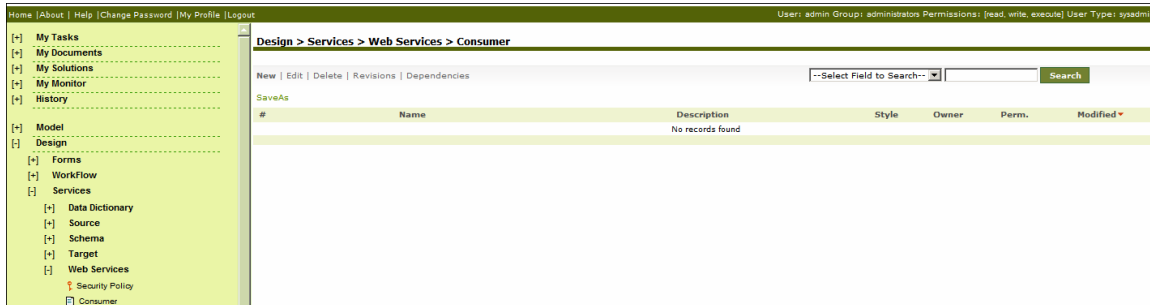 Home |About | Help |Change Password |My Profile |Logout
User: admin Group: administrators Permissions: [read, write, execute] User Type: sysadmi
[+] My Tasks
[+] My Documents
[+] My Solutions
[+] My Monitor
[+] History
[+] Model
[-] Design
[+] Forms
[+] WorkFlow
[-] Services
[+] Data Dictionary
[+] Source
[+] Schema
[+] Target
[-] Web Services
Security Policy
Consumer
Design > Services > Web Services > Consumer
New | Edit | Delete | Revisions | Dependencies
--Select Field to Search-- Search
SaveAs
# Name Description Style Owner Perm. Modified
No records found